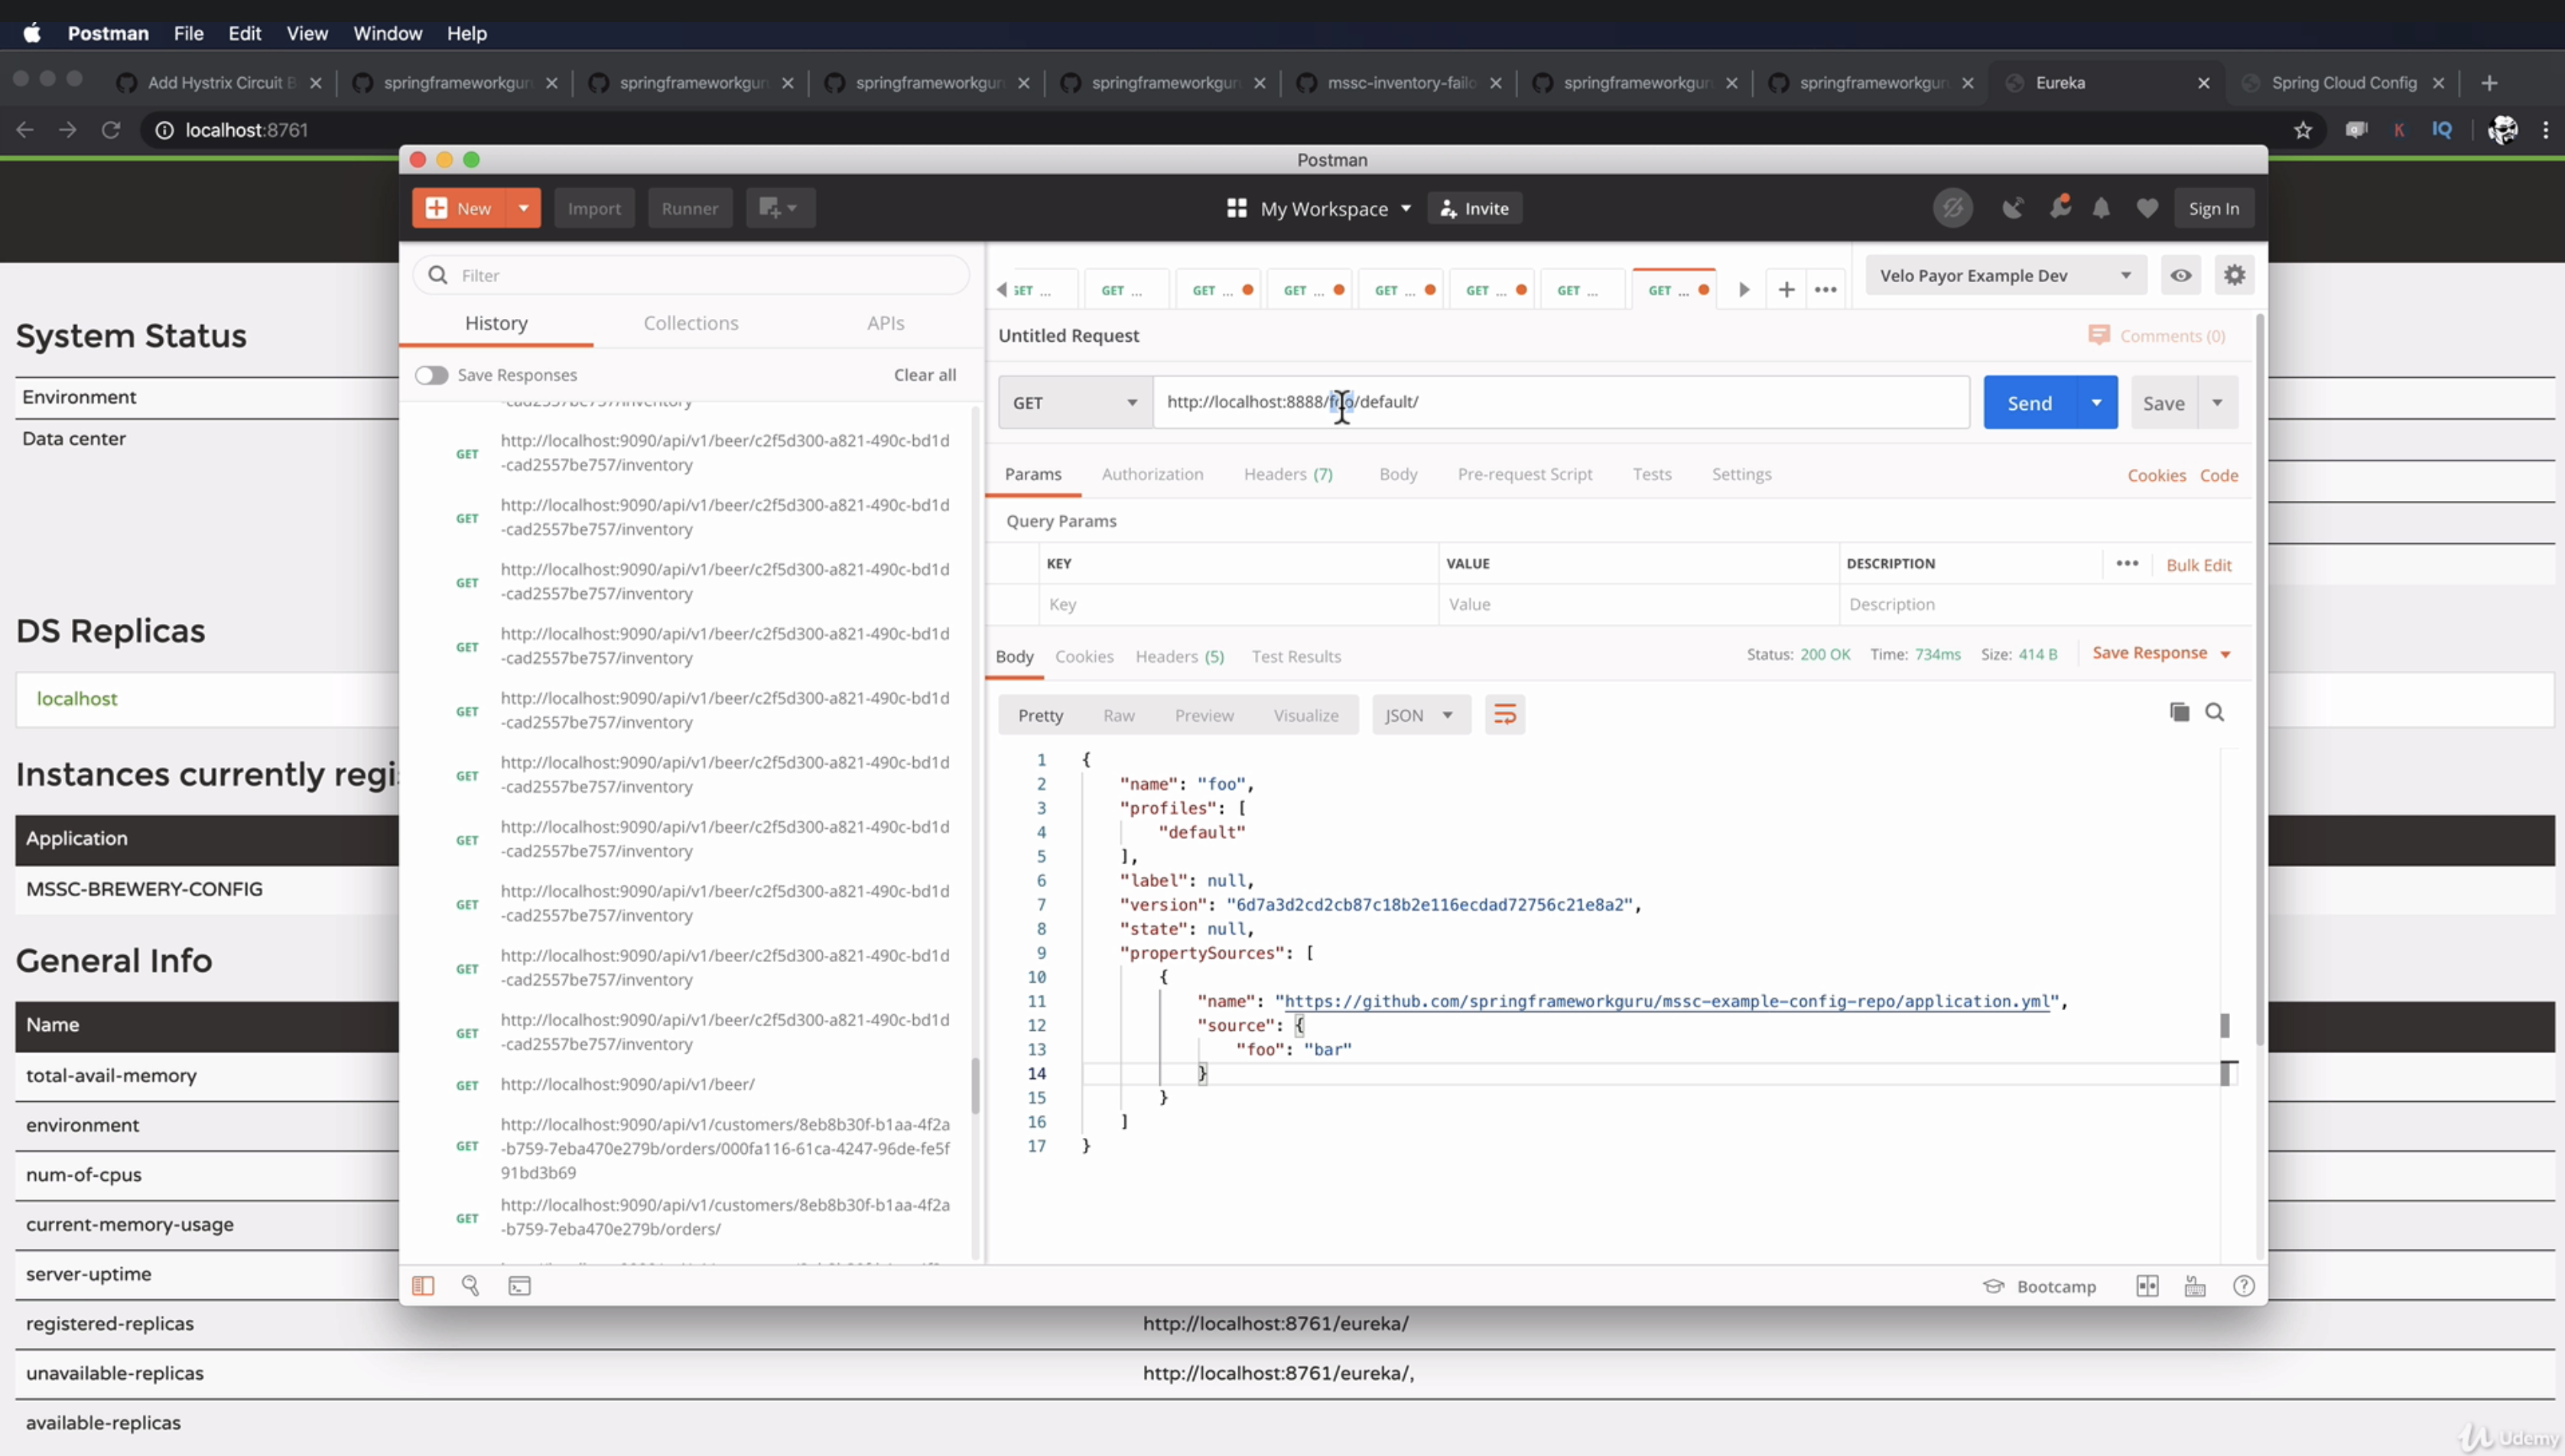 Postman File Edit View Window Help
Add Hystrix Circuit B springframeworkguru springframeworkguru springframeworkguru springframeworkguru mssc-inventory-failo springframeworkguru springframeworkguru Eureka Spring Cloud Config
localhost:8761
K IQ
Postman
New Import Runner My Workspace Invite Sign In
Filter
GET ... GET ... GET ... GET ... GET ... GET ... GET ... GET ...
Velo Payor Example Dev
History Collections APIs
Untitled Request
Comments (0)
Save Responses Clear all
GET http://localhost:8888/foo/default/ Send Save
Params Authorization Headers (7) Body Pre-request Script Tests Settings Cookies Code
Query Params
KEY VALUE DESCRIPTION ••• Bulk Edit
Key Value Description
Body Cookies Headers (5) Test Results Status: 200 OK Time: 734ms Size: 414 B Save Response
Pretty Raw Preview Visualize JSON
1 {
2 "name": "foo",
3 "profiles": [
4 "default"
5 ],
6 "label": null,
7 "version": "6d7a3d2cd2cb87c18b2e116ecdad72756c21e8a2",
8 "state": null,
9 "propertySources": [
10 {
11 "name": "https://github.com/springframeworkguru/mssc-example-config-repo/application.yml",
12 "source": {
13 "foo": "bar"
14 }
15 }
16 ]
17 }
-cad2557be757/inventory
GET http://localhost:9090/api/v1/beer/c2f5d300-a821-490c-bd1d
-cad2557be757/inventory
GET http://localhost:9090/api/v1/beer/c2f5d300-a821-490c-bd1d
-cad2557be757/inventory
GET http://localhost:9090/api/v1/beer/c2f5d300-a821-490c-bd1d
-cad2557be757/inventory
GET http://localhost:9090/api/v1/beer/c2f5d300-a821-490c-bd1d
-cad2557be757/inventory
GET http://localhost:9090/api/v1/beer/c2f5d300-a821-490c-bd1d
-cad2557be757/inventory
GET http://localhost:9090/api/v1/beer/c2f5d300-a821-490c-bd1d
-cad2557be757/inventory
GET http://localhost:9090/api/v1/beer/c2f5d300-a821-490c-bd1d
-cad2557be757/inventory
GET http://localhost:9090/api/v1/beer/c2f5d300-a821-490c-bd1d
-cad2557be757/inventory
GET http://localhost:9090/api/v1/beer/c2f5d300-a821-490c-bd1d
-cad2557be757/inventory
GET http://localhost:9090/api/v1/beer/c2f5d300-a821-490c-bd1d
-cad2557be757/inventory
GET http://localhost:9090/api/v1/beer/
GET http://localhost:9090/api/v1/customers/8eb8b30f-b1aa-4f2a
-b759-7eba470e279b/orders/000fa116-61ca-4247-96de-fe5f
91bd3b69
GET http://localhost:9090/api/v1/customers/8eb8b30f-b1aa-4f2a
-b759-7eba470e279b/orders/
Bootcamp
System Status
Environment
Data center
DS Replicas
localhost
Instances currently regi
Application
MSSC-BREWERY-CONFIG
General Info
Name
total-avail-memory
environment
num-of-cpus
current-memory-usage
server-uptime
registered-replicas http://localhost:8761/eureka/
unavailable-replicas http://localhost:8761/eureka/,
available-replicas
Udemy